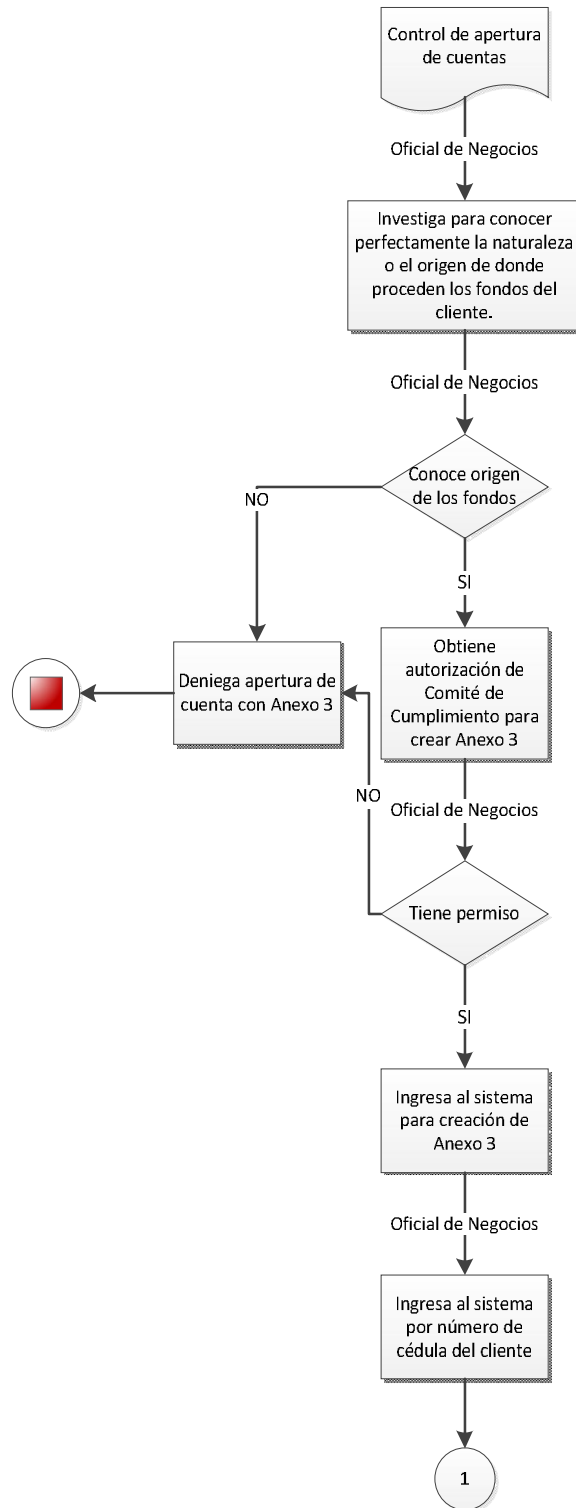 Control de apertura
de cuentas
Oficial de Negocios
Investiga para conocer
perfectamente la naturaleza
o el origen de donde
proceden los fondos del
cliente.
Oficial de Negocios
Conoce origen
de los fondos
NO
SI
Deniega apertura de
cuenta con Anexo 3
Obtiene
autorización de
Comité de
Cumplimiento para
crear Anexo 3
NO
Oficial de Negocios
Tiene permiso
SI
Ingresa al sistema
para creación de
Anexo 3
Oficial de Negocios
Ingresa al sistema
por número de
cédula del cliente
1